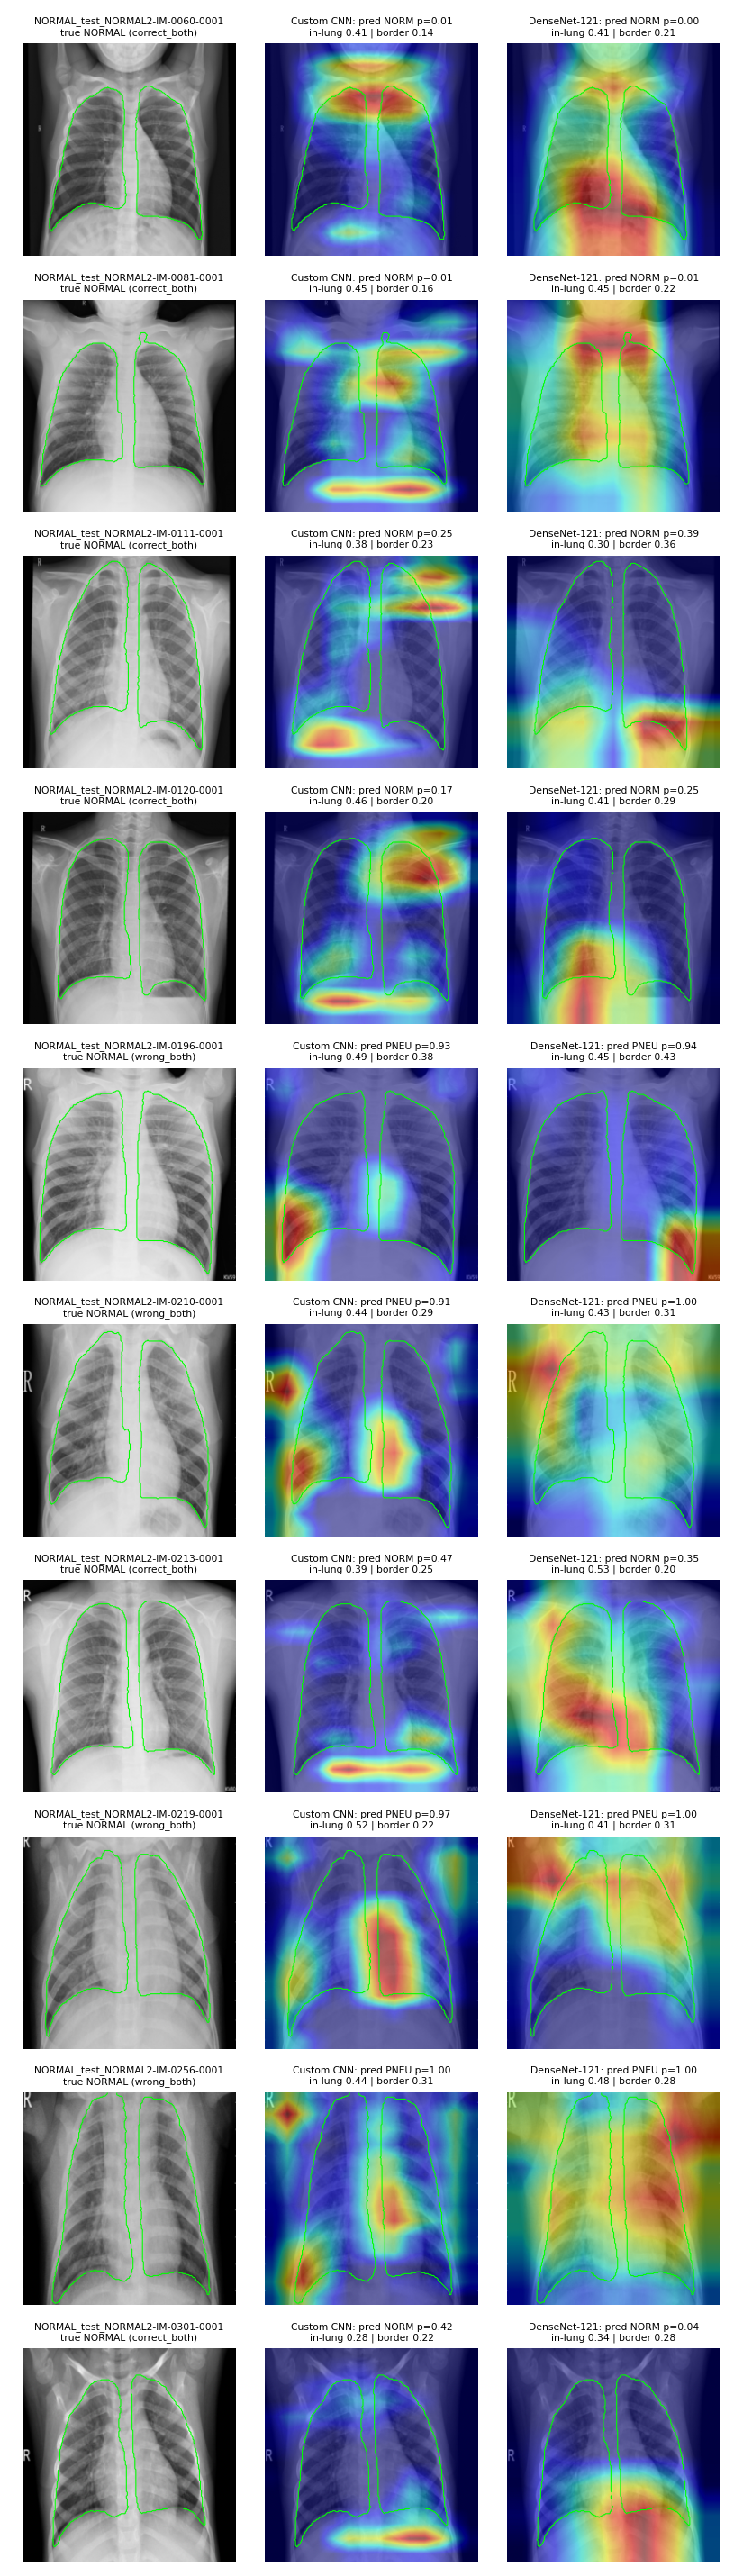 NORMAL_test_NORMAL2-IM-0060-0001
true NORMAL (correct_both)
Custom CNN: pred NORM p=0.01
in-lung 0.41 | border 0.14
DenseNet-121: pred NORM p=0.00
in-lung 0.41 | border 0.21
R
NORMAL_test_NORMAL2-IM-0081-0001
true NORMAL (correct_both)
Custom CNN: pred NORM p=0.01
in-lung 0.45 | border 0.16
DenseNet-121: pred NORM p=0.01
in-lung 0.45 | border 0.22
NORMAL_test_NORMAL2-IM-0111-0001
true NORMAL (correct_both)
Custom CNN: pred NORM p=0.25
in-lung 0.38 | border 0.23
DenseNet-121: pred NORM p=0.39
in-lung 0.30 | border 0.36
R
NORMAL_test_NORMAL2-IM-0120-0001
true NORMAL (correct_both)
Custom CNN: pred NORM p=0.17
in-lung 0.46 | border 0.20
DenseNet-121: pred NORM p=0.25
in-lung 0.41 | border 0.29
R
NORMAL_test_NORMAL2-IM-0196-0001
true NORMAL (wrong_both)
Custom CNN: pred PNEU p=0.93
in-lung 0.49 | border 0.38
DenseNet-121: pred PNEU p=0.94
in-lung 0.45 | border 0.43
R
R
R
NORMAL_test_NORMAL2-IM-0210-0001
true NORMAL (wrong_both)
Custom CNN: pred PNEU p=0.91
in-lung 0.44 | border 0.29
DenseNet-121: pred PNEU p=1.00
in-lung 0.43 | border 0.31
R
R
R
NORMAL_test_NORMAL2-IM-0213-0001
true NORMAL (correct_both)
Custom CNN: pred NORM p=0.47
in-lung 0.39 | border 0.25
DenseNet-121: pred NORM p=0.35
in-lung 0.53 | border 0.20
R
R
R
NORMAL_test_NORMAL2-IM-0219-0001
true NORMAL (wrong_both)
Custom CNN: pred PNEU p=0.97
in-lung 0.52 | border 0.22
DenseNet-121: pred PNEU p=1.00
in-lung 0.41 | border 0.31
R
R
R
NORMAL_test_NORMAL2-IM-0256-0001
true NORMAL (wrong_both)
Custom CNN: pred PNEU p=1.00
in-lung 0.44 | border 0.31
DenseNet-121: pred PNEU p=1.00
in-lung 0.48 | border 0.28
R
R
R
NORMAL_test_NORMAL2-IM-0301-0001
true NORMAL (correct_both)
Custom CNN: pred NORM p=0.42
in-lung 0.28 | border 0.22
DenseNet-121: pred NORM p=0.04
in-lung 0.34 | border 0.28
R
R
R